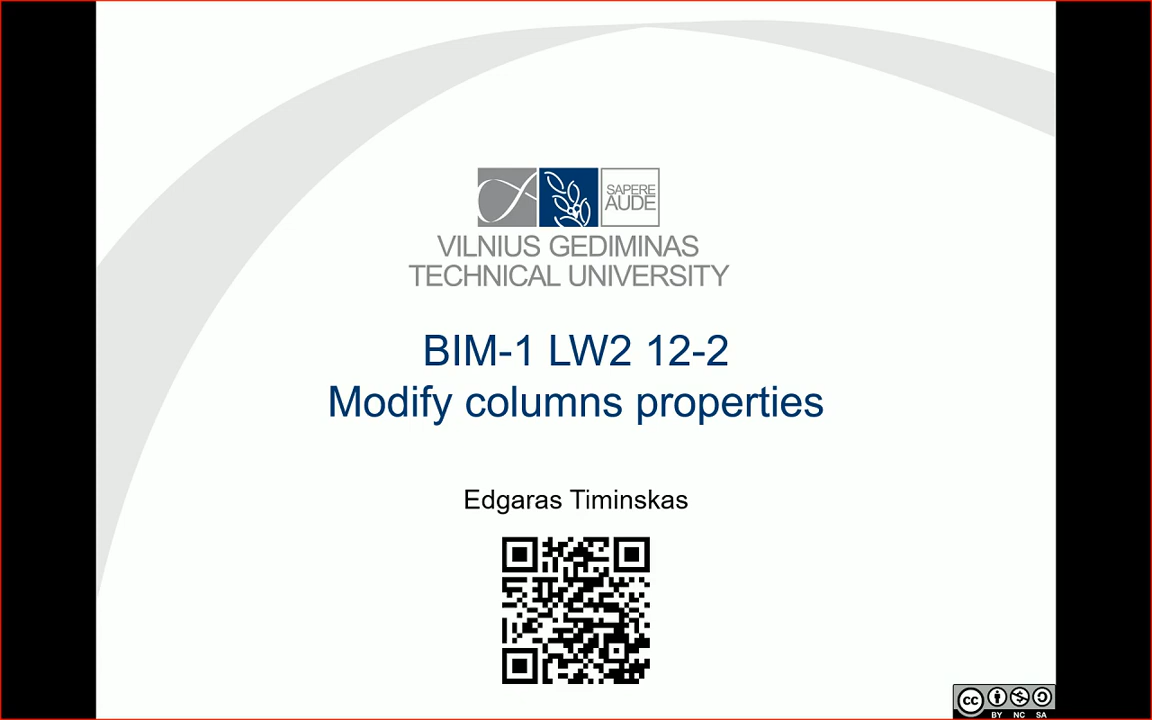 SAPERE
AUDE
VILNIUS GEDIMINAS
TECHNICAL UNIVERSITY
BIM-1 LW2 12-2
Modify columns properties
Edgaras Timinskas
cc
BY NC SA